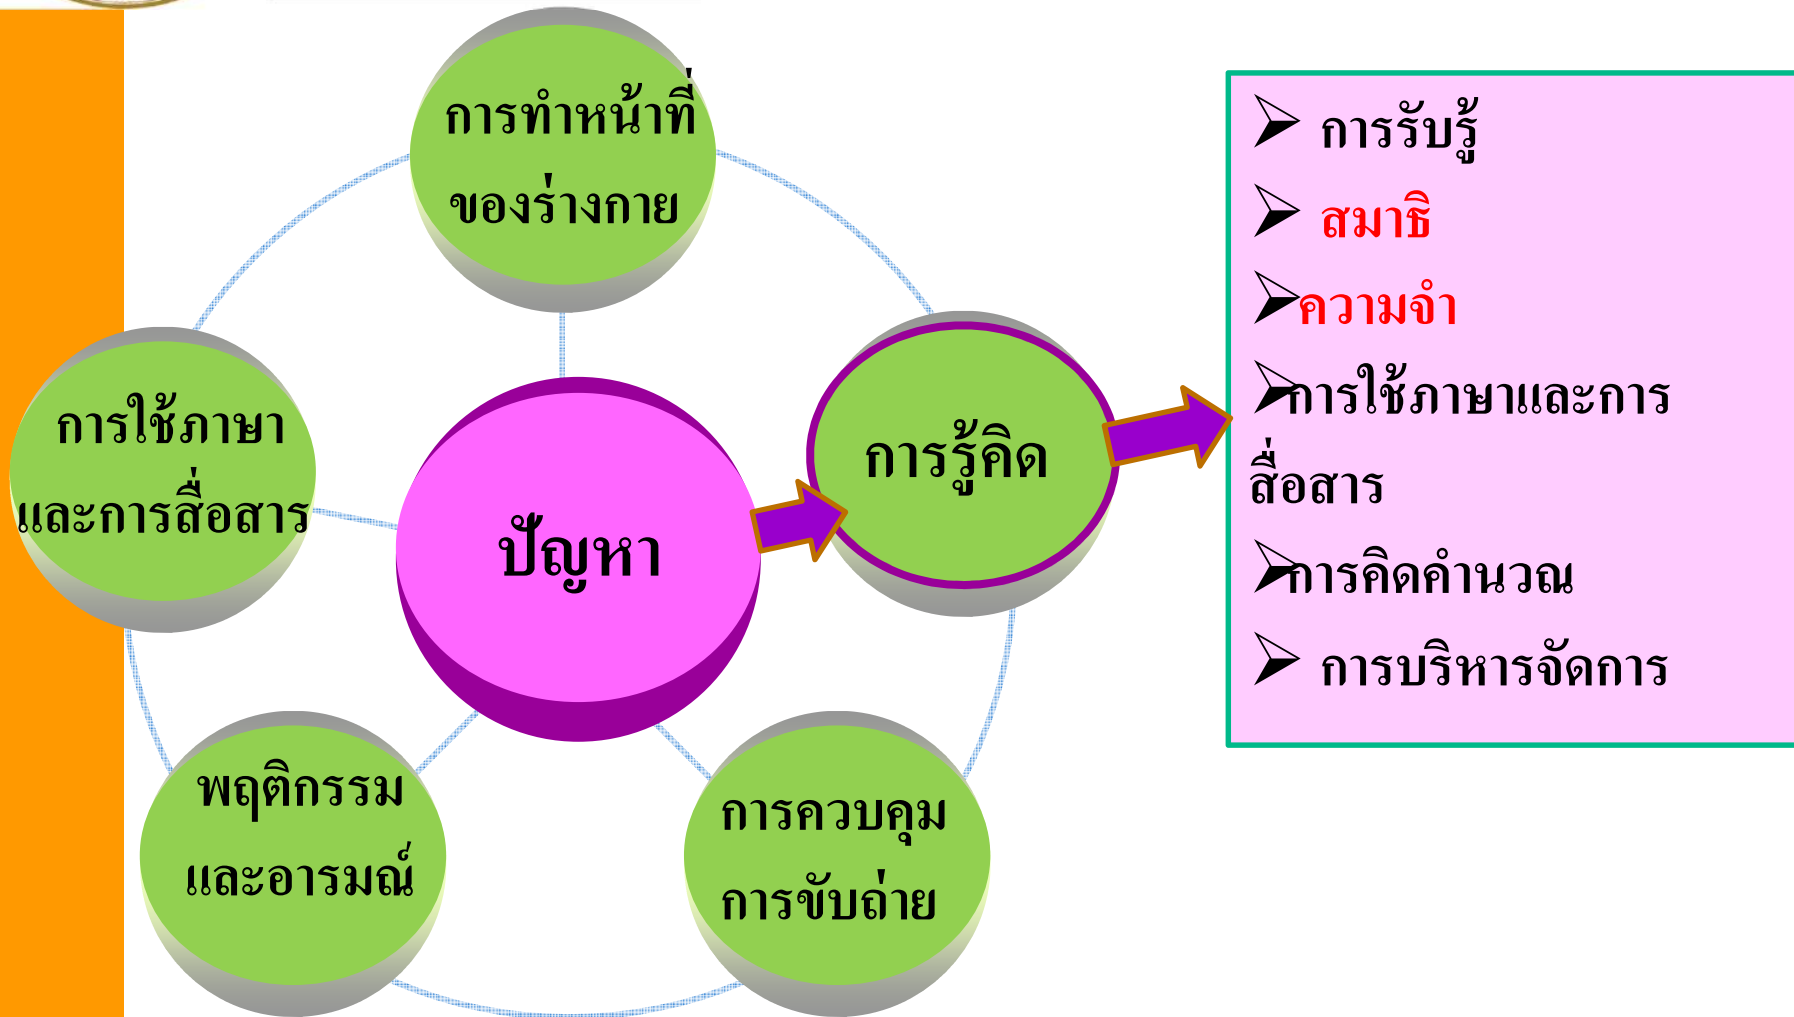 การทำหน้าที่
ของร่างกาย
การใช้ภาษา
และการสื่อสาร
ปัญหา
การรู้คิด
พฤติกรรม
และอารมณ์
การควบคุม
การขับถ่าย
การรับรู้
สมาธิ
ความจำ
การใช้ภาษาและการ
สื่อสาร
การคิดคำนวณ
การบริหารจัดการ